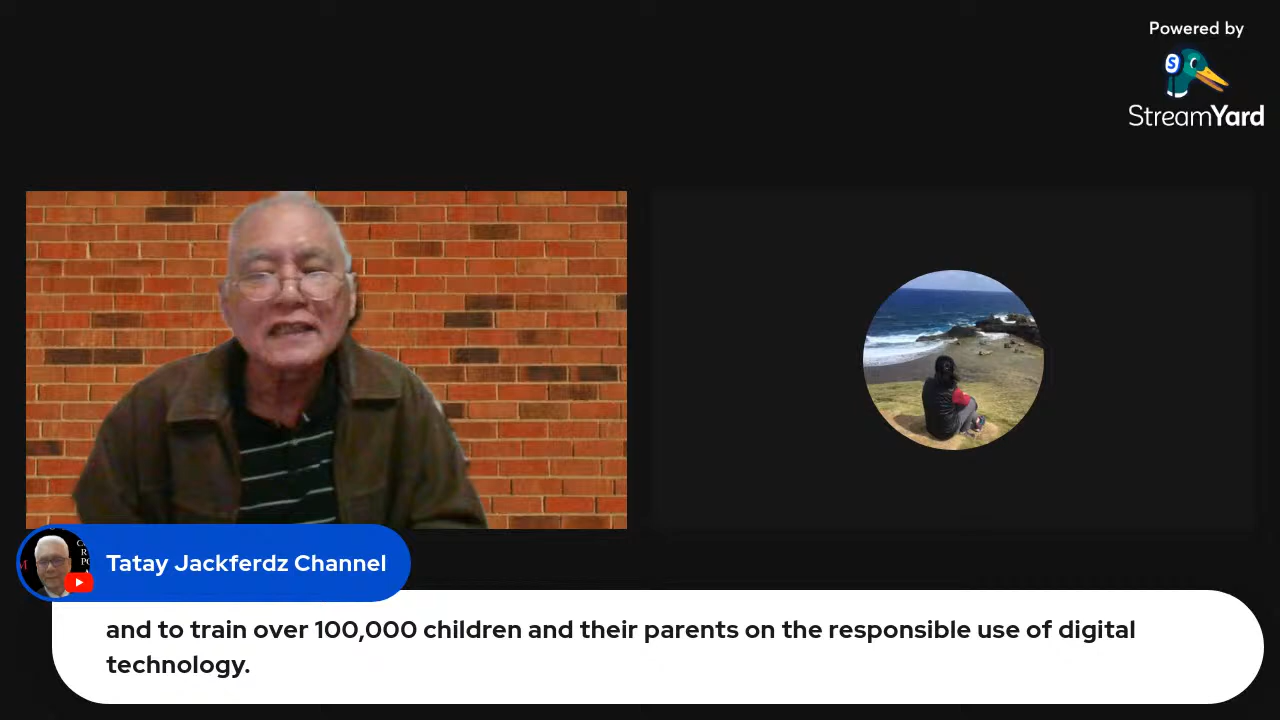 Powered by
S
StreamYard
Tatay Jackferdz Channel
and to train over 100,000 children and their parents on the responsible use of digital
technology.